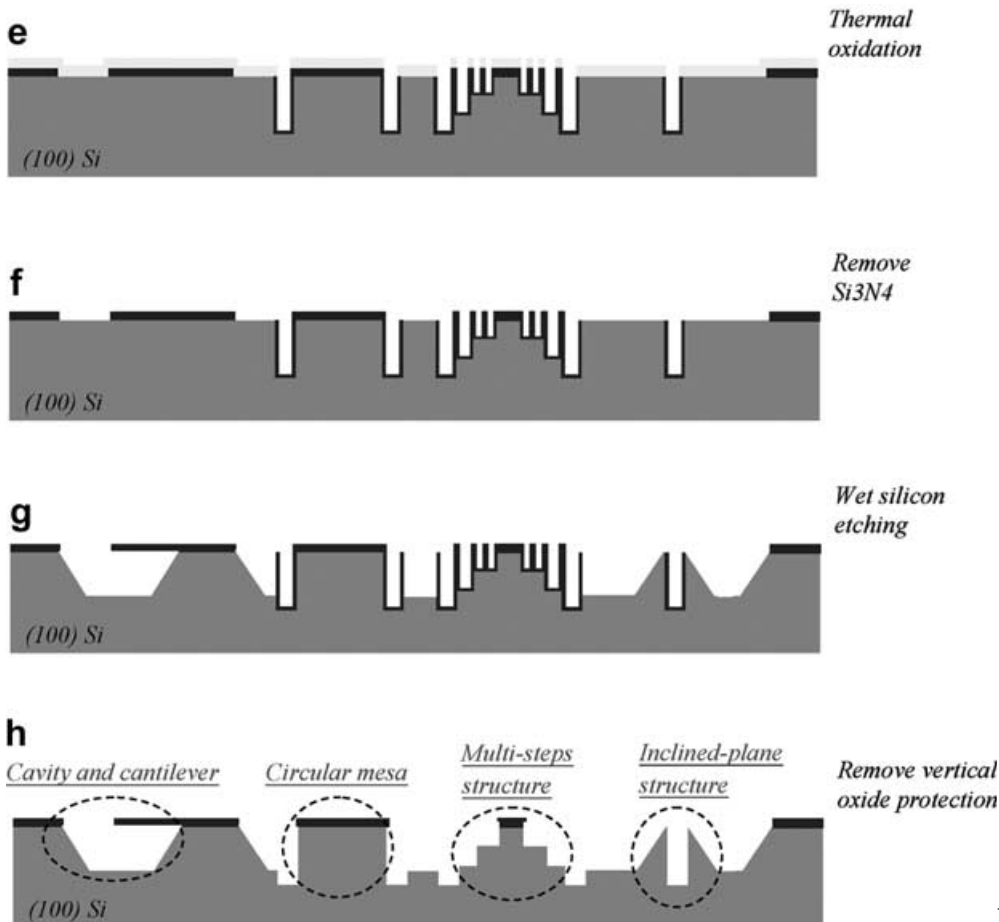 e
Thermal
oxidation
(100) Si
f
Remove
Si3N4
(100) Si
g
Wet silicon
etching
(100) Si
h
Cavity and cantilever
Circular mesa
Multi-steps
structure
Inclined-plane
structure
Remove vertical
oxide protection
(100) Si